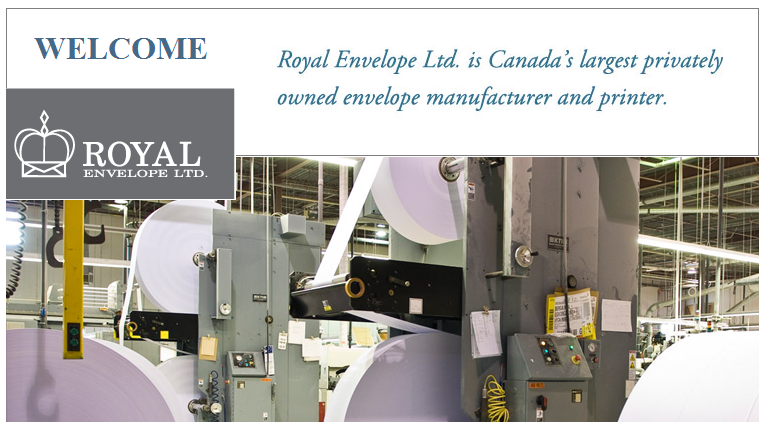 WELCOME
Royal Envelope Ltd. is Canada’s largest privately
owned envelope manufacturer and printer.
ROYAL
ENVELOPE LTD.